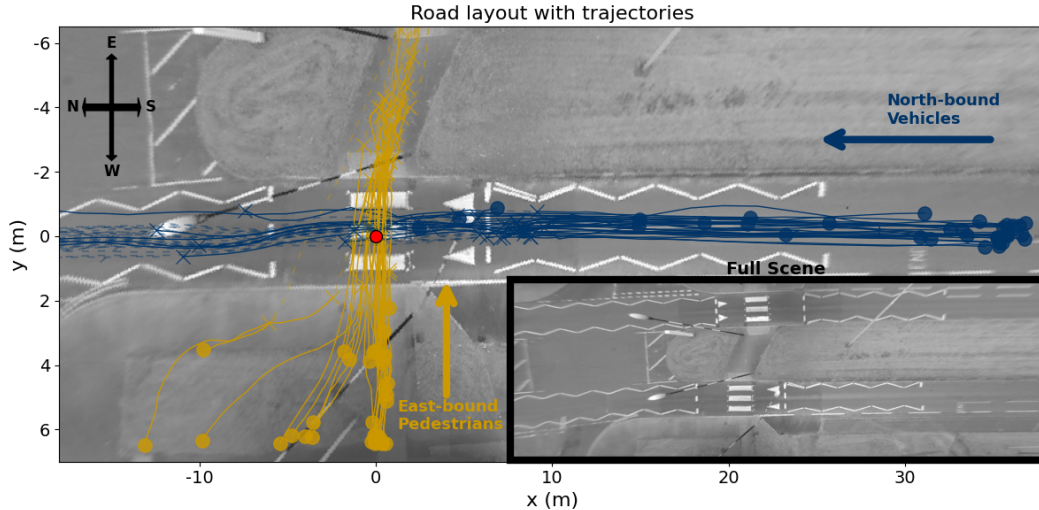 Road layout with trajectories
-6
-4
-2
0
2
4
6
y (m)
E
N
S
W
North-bound
Vehicles
East-bound
Pedestrians
Full Scene
-10
0
10
20
30
x (m)